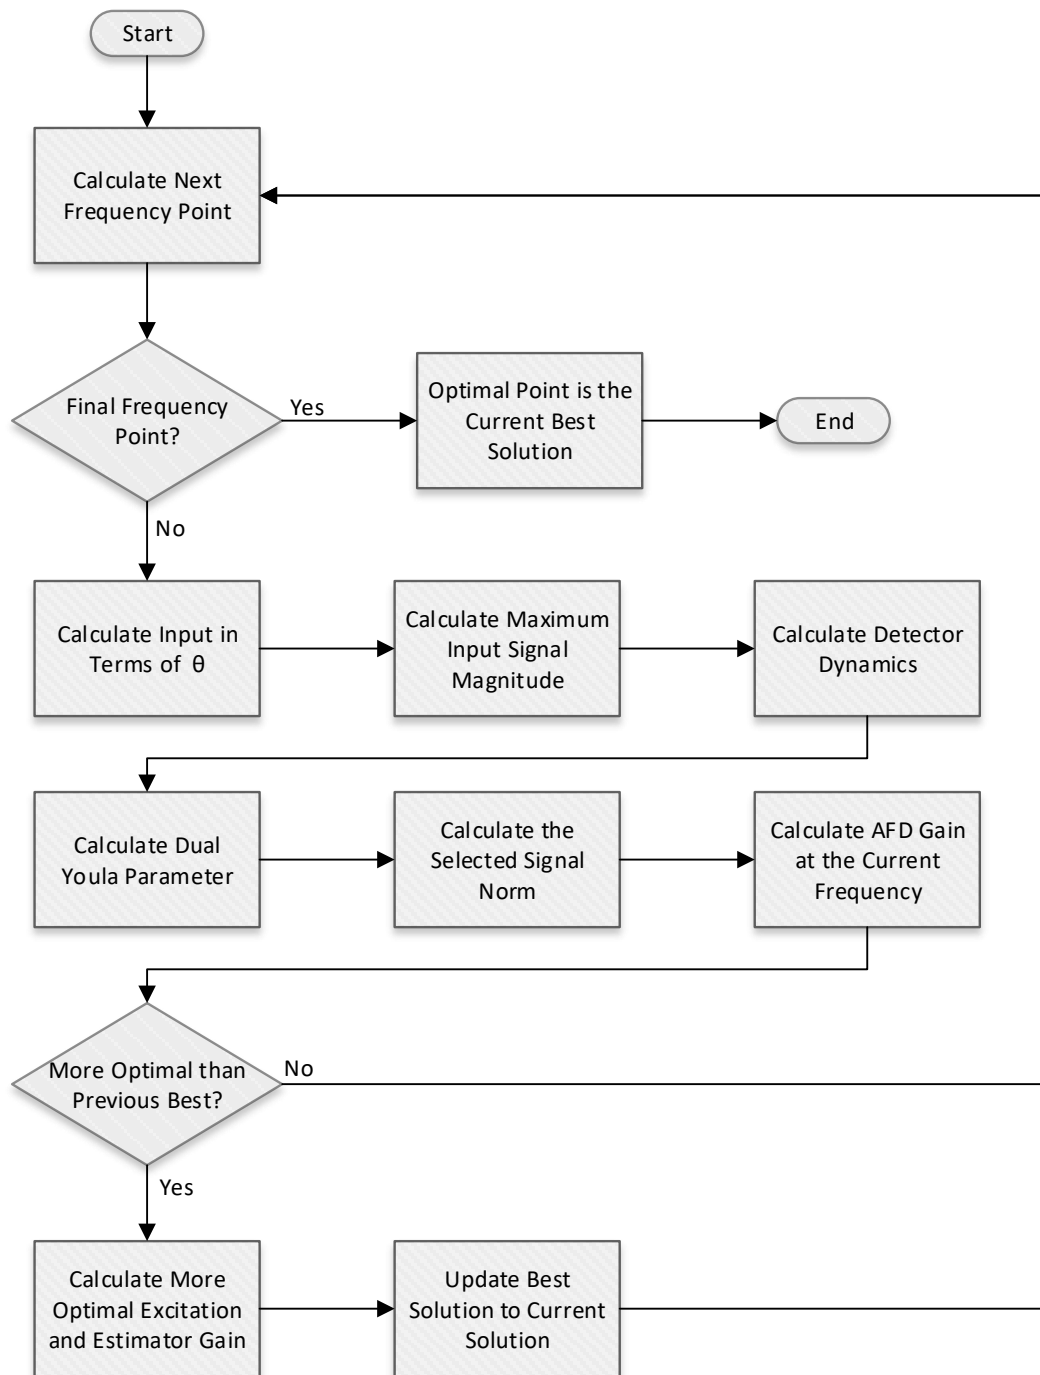 Start
Calculate Next
Frequency Point
Final Frequency
Point?
Yes
Optimal Point is the
Current Best
Solution
End
No
Calculate Input in
Terms of θ
Calculate Maximum
Input Signal
Magnitude
Calculate Detector
Dynamics
Calculate Dual
Youla Parameter
Calculate the
Selected Signal
Norm
Calculate AFD Gain
at the Current
Frequency
More Optimal than
Previous Best?
No
Yes
Calculate More
Optimal Excitation
and Estimator Gain
Update Best
Solution to Current
Solution